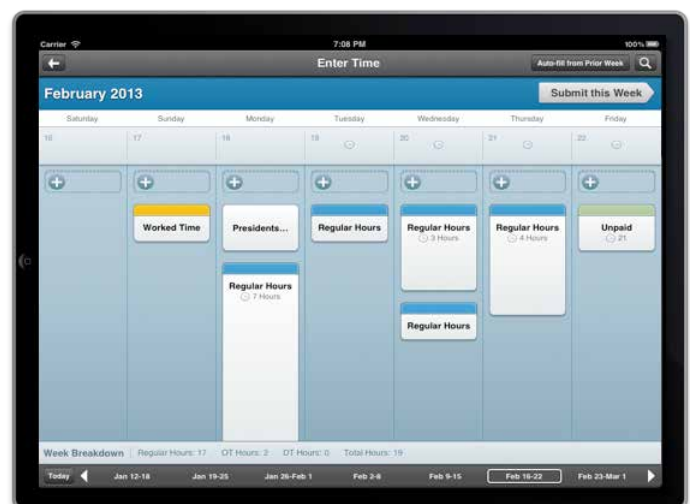 Carrier 7:08 PM 100%
Enter Time Auto-fill from Prior Week
February 2013 Submit this Week
Saturday Sunday Monday Tuesday Wednesday Thursday Friday
16 17 18 19 20 21 22
Worked Time Presidents... Regular Hours Regular Hours Regular Hours Unpaid
3 Hours 4 Hours 21
Regular Hours
7 Hours
Regular Hours
Week Breakdown Regular Hours: 17 OT Hours: 2 DT Hours: 0 Total Hours: 19
Today Jan 12-18 Jan 19-25 Jan 26-Feb 1 Feb 2-8 Feb 9-15 Feb 16-22 Feb 23-Mar 1